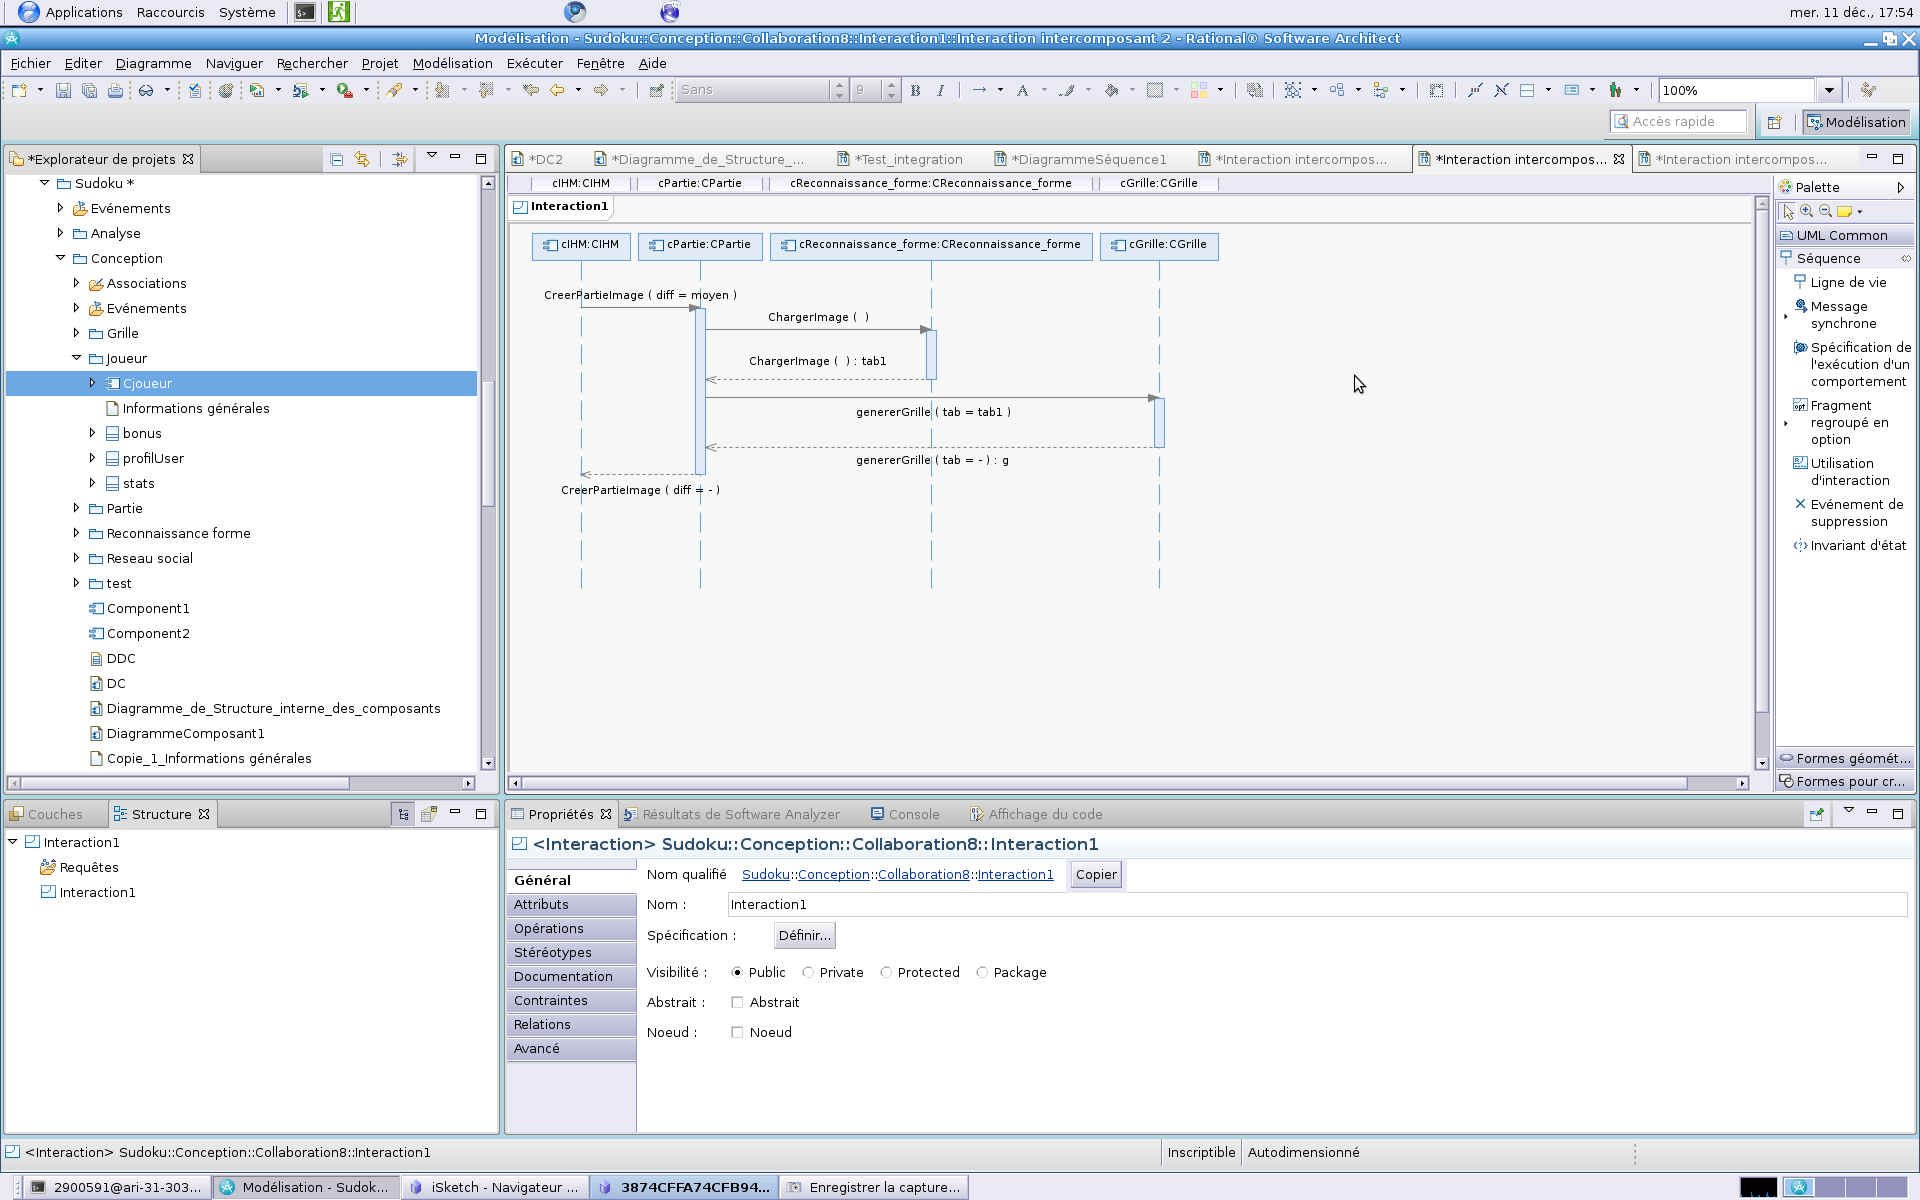 Applications Raccourcis Système mer. 11 déc., 17:54
Modélisation - Sudoku::Conception::Collaboration8::Interaction1::Interaction intercomposant 2 - Rational® Software Architect
Fichier Editer Diagramme Naviguer Rechercher Projet Modélisation Exécuter Fenêtre Aide
Sans 9 B I A 100%
Accès rapide Modélisation
*Explorateur de projets
Sudoku *
Evénements
Analyse
Conception
Associations
Evénements
Grille
Joueur
Cjoueur
Informations générales
bonus
profilUser
stats
Partie
Reconnaissance forme
Reseau social
test
Component1
Component2
DDC
DC
Diagramme_de_Structure_interne_des_composants
DiagrammeComposant1
Copie_1_Informations générales
*DC2 *Diagramme_de_Structure_... *Test_integration *DiagrammeSéquence1 *Interaction intercompos... *Interaction intercompos... *Interaction intercompos...
cIHM:CIHM cPartie:CPartie cReconnaissance_forme:CReconnaissance_forme cGrille:CGrille
Interaction1
cIHM:CIHM cPartie:CPartie cReconnaissance_forme:CReconnaissance_forme cGrille:CGrille
CreerPartieImage ( diff = moyen )
ChargerImage ( )
ChargerImage ( ) : tab1
genererGrille ( tab = tab1 )
genererGrille ( tab = - ) : g
CreerPartieImage ( diff = - )
Palette
UML Common
Séquence
Ligne de vie
Message
synchrone
Spécification de
l'exécution d'un
comportement
Fragment
regroupé en
option
Utilisation
d'interaction
Evénement de
suppression
Invariant d'état
Formes géomét...
Formes pour cr...
Couches Structure
Interaction1
Requêtes
Interaction1
Propriétés Résultats de Software Analyzer Console Affichage du code
<Interaction> Sudoku::Conception::Collaboration8::Interaction1
Général
Attributs
Opérations
Stéréotypes
Documentation
Contraintes
Relations
Avancé
Nom qualifié Sudoku::Conception::Collaboration8::Interaction1 Copier
Nom : Interaction1
Spécification : Définir...
Visibilité : Public Private Protected Package
Abstrait : Abstrait
Noeud : Noeud
<Interaction> Sudoku::Conception::Collaboration8::Interaction1 Inscriptible Autodimensionné
2900591@ari-31-303... Modélisation - Sudok... iSketch - Navigateur ... 3874CFFA74CFB94... Enregistrer la capture...